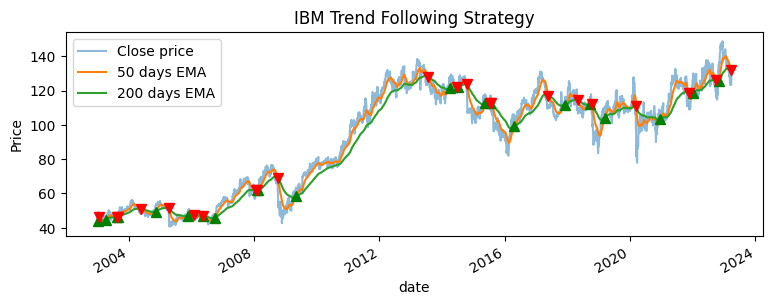 IBM Trend Following Strategy
Close price
50 days EMA
200 days EMA
Price
140
120
100
80
60
40
2004
2008
2012
2016
2020
2024
date